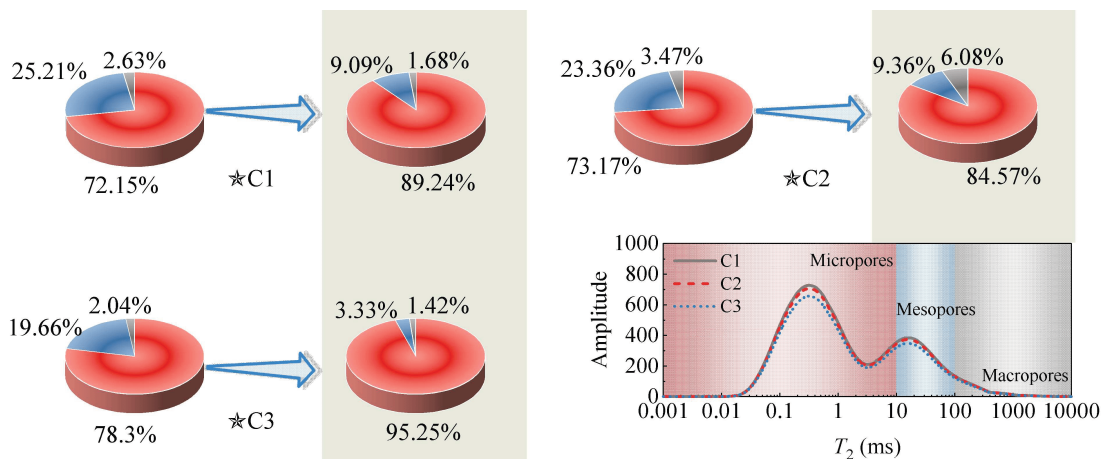 25.21% 2.63%
72.15%
✯C1
9.09% 1.68%
89.24%
23.36% 3.47%
73.17%
✯C2
9.36% 6.08%
84.57%
19.66% 2.04%
78.3%
✯C3
3.33% 1.42%
95.25%
Amplitude
1000
800
600
400
200
0
C1
C2
C3
Micropores
Mesopores
Macropores
0.001 0.01 0.1 1 10 100 1000 10000
T₂ (ms)